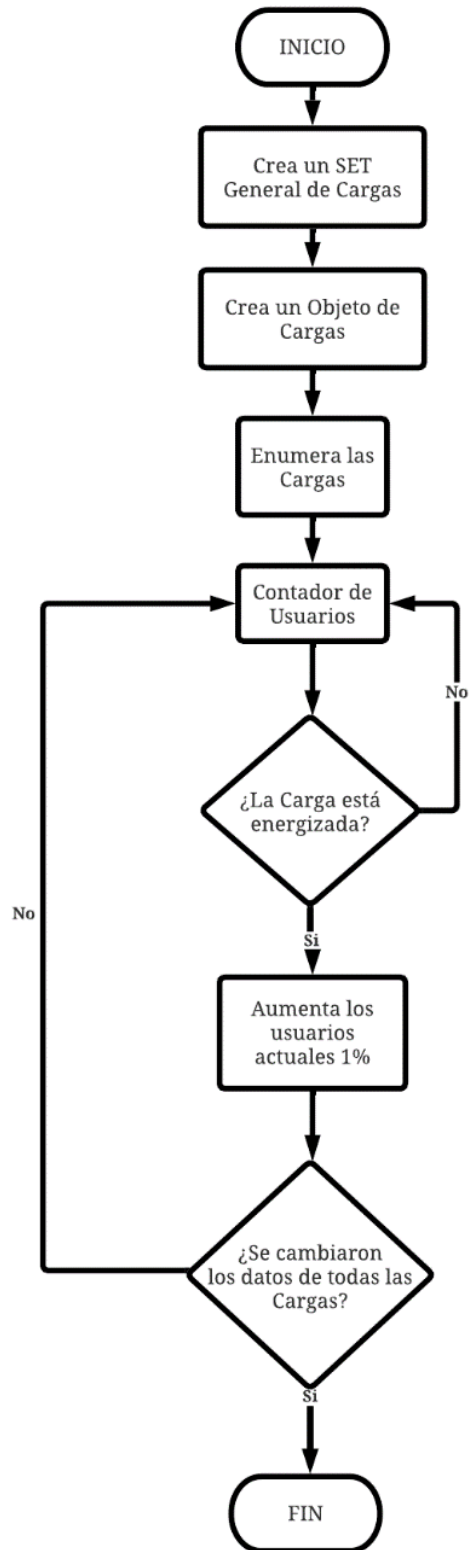 INICIO
Crea un SET
General de Cargas
Crea un Objeto de
Cargas
Enumera las
Cargas
Contador de
Usuarios
No
¿La Carga está
energizada?
No
Si
Aumenta los
usuarios
actuales 1%
¿Se cambiaron
los datos de todas las
Cargas?
Si
FIN